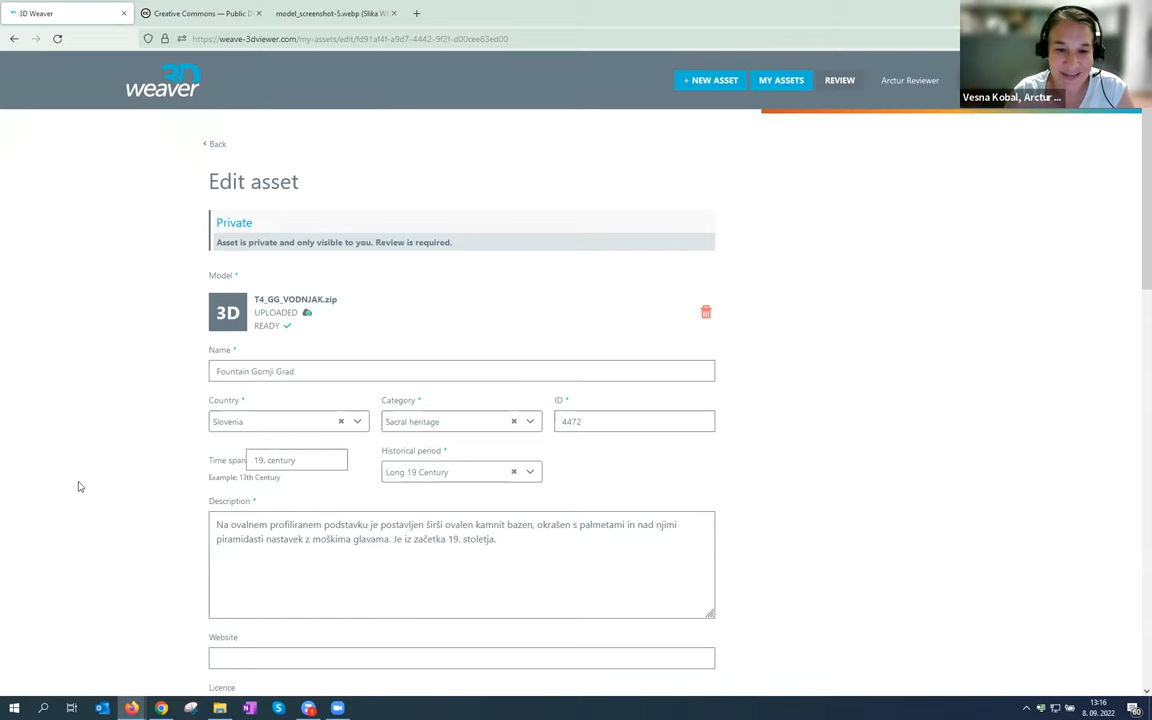 3D Weaver
Creative Commons — Public D
model_screenshot-5.webp (Slika W
https://weave-3dviewer.com/my-assets/edit/fd91af4f-a9d7-4442-9f2f-d00cee63ed00
3D
weaver
+ NEW ASSET
MY ASSETS
REVIEW
Arctur Reviewer
Vesna Kobal, Arctur ...
Back
Edit asset
Private
Asset is private and only visible to you. Review is required.
Model *
3D
T4_GG_VODNJAK.zip
UPLOADED
READY
Name *
Fountain Gornji Grad
Country *
Category *
ID *
Slovenia
Sacral heritage
4472
Historical period *
Time span
19. century
Long 19 Century
Example: 13th Century
Description *
Na ovalnem profiliranem podstavku je postavljen širši ovalen kamnit bazen, okrašen s palmetami in nad njimi
piramidasti nastavek z moškima glavama. Je iz začetka 19. stoletja.
Website
Licence
13:16
8. 09. 2022